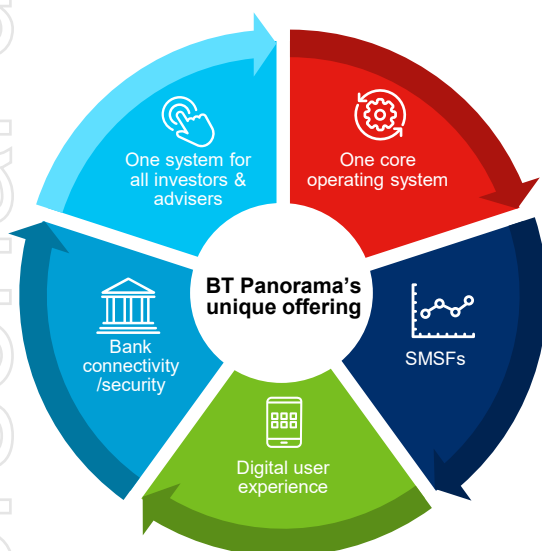 One system for
all investors &
advisers
One core
operating system
BT Panorama's
unique offering
Bank
connectivity
/security
SMSFs
Digital user
experience